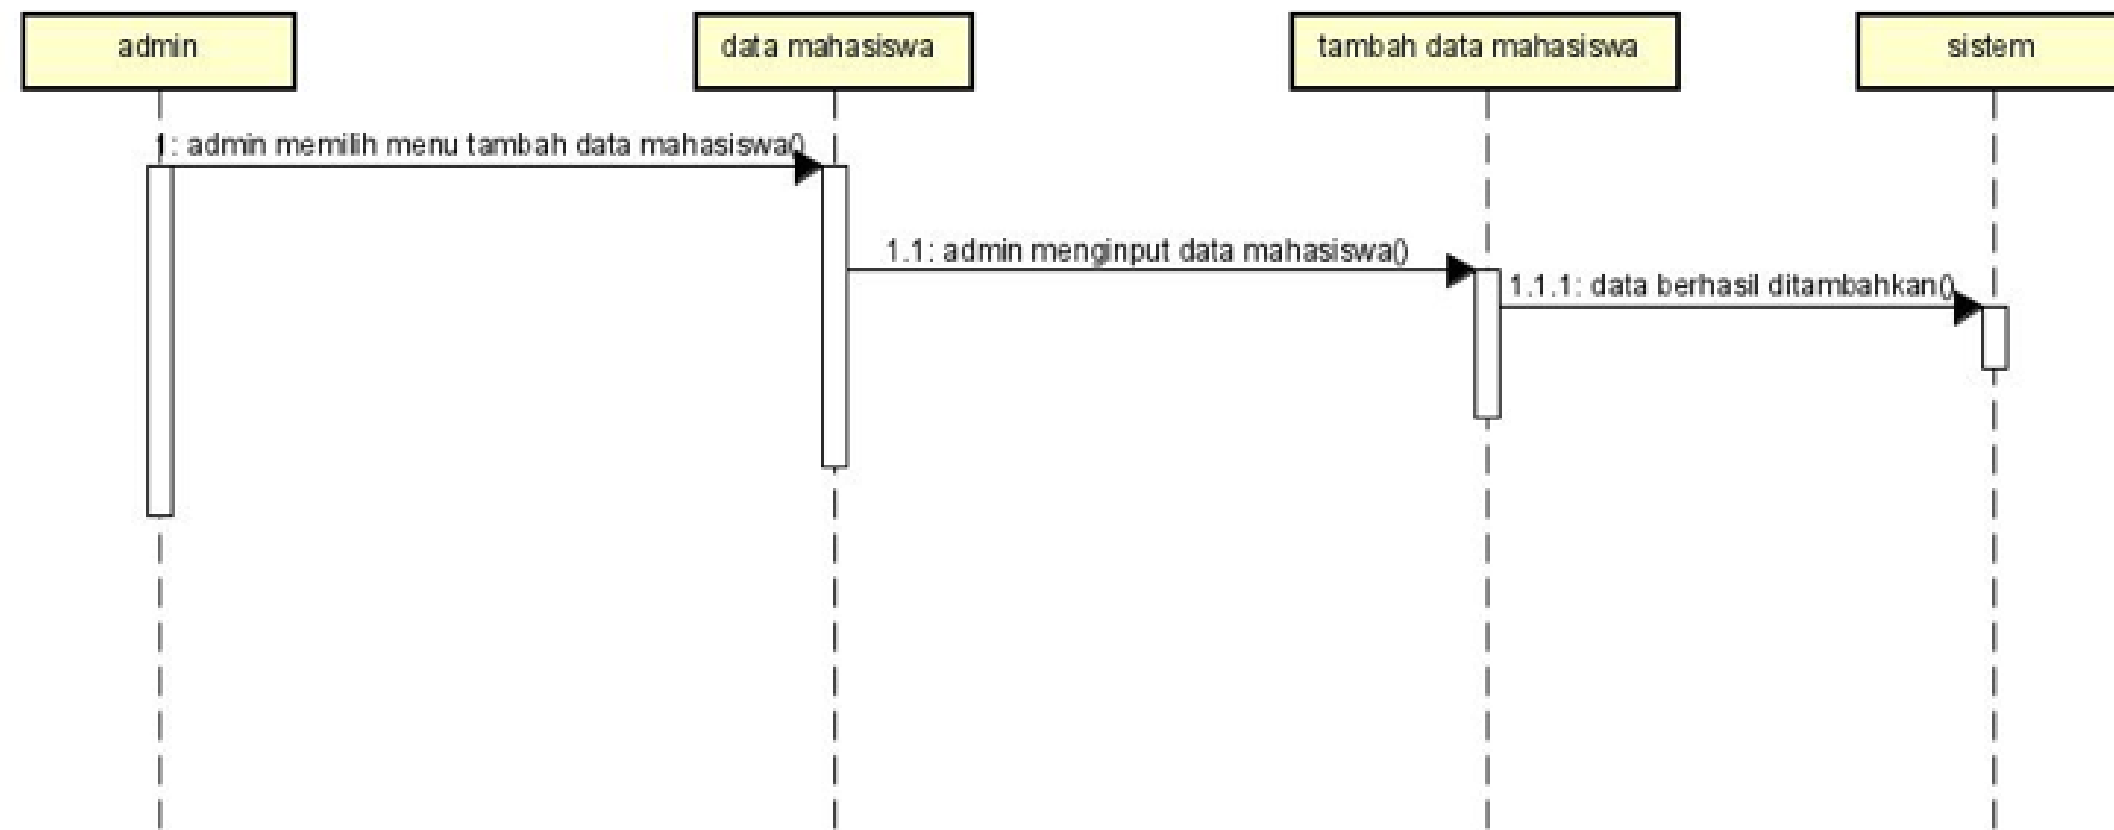 admin
data mahasiswa
tambah data mahasiswa
sistem
1: admin memilih menu tambah data mahasiswa()
1.1: admin menginput data mahasiswa()
1.1.1: data berhasil ditambahkan()